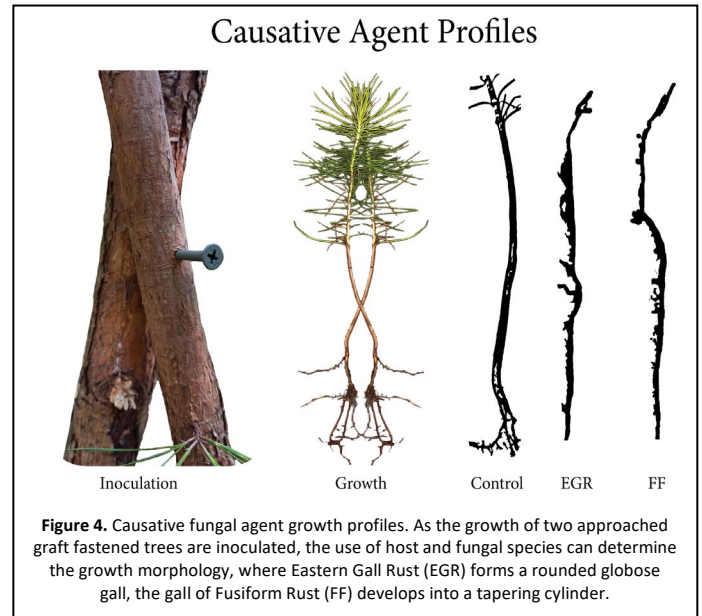 Causative Agent Profiles
Inoculation Growth Control EGR FF
Figure 4. Causative fungal agent growth profiles. As the growth of two approached
graft fastened trees are inoculated, the use of host and fungal species can determine
the growth morphology, where Eastern Gall Rust (EGR) forms a rounded globose
gall, the gall of Fusiform Rust (FF) develops into a tapering cylinder.